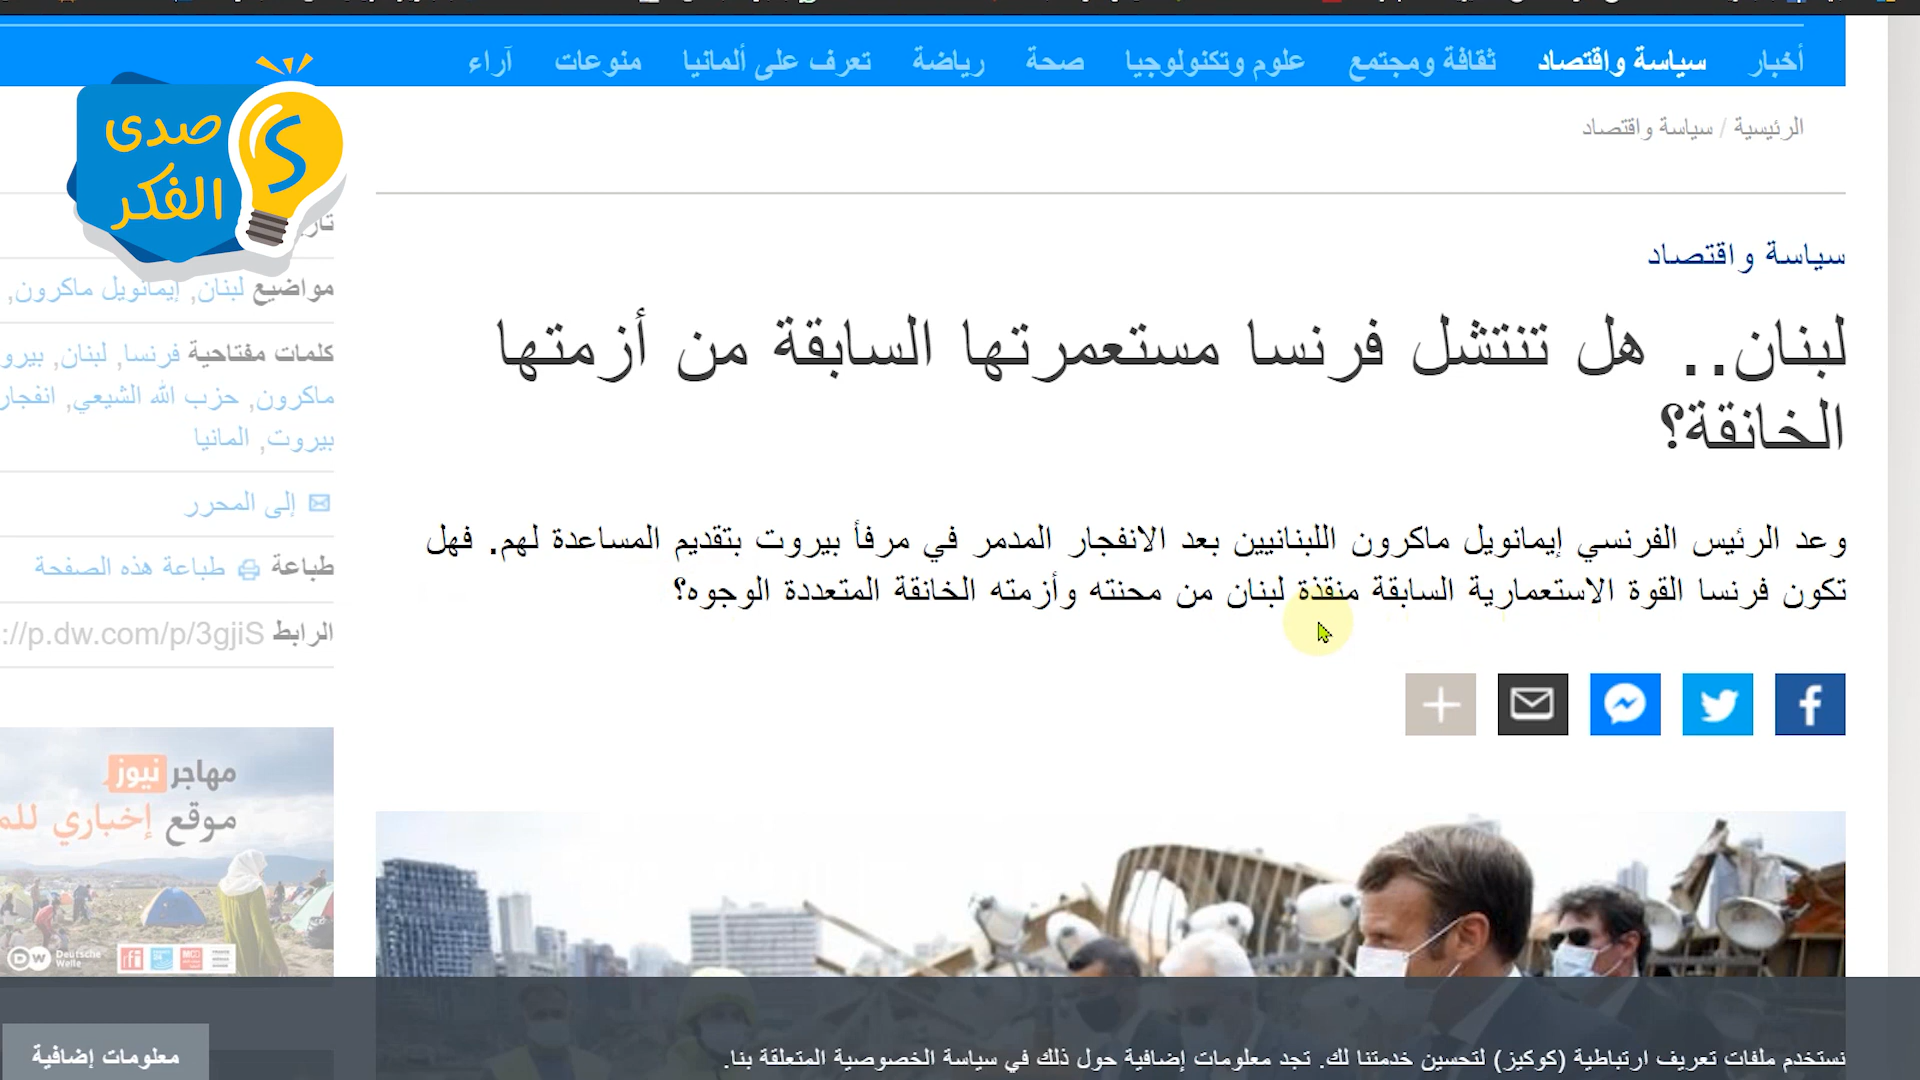 أخبار سياسة واقتصاد ثقافة ومجتمع علوم وتكنولوجيا صحة رياضة تعرف على ألمانيا منوعات آراء
صدى
الفكر
الرئيسية / سياسة واقتصاد
سياسة واقتصاد
لبنان.. هل تنتشل فرنسا مستعمرتها السابقة من أزمتها
الخانقة؟
وعد الرئيس الفرنسي إيمانويل ماكرون اللبنانيين بعد الانفجار المدمر في مرفأ بيروت بتقديم المساعدة لهم. فهل
تكون فرنسا القوة الاستعمارية السابقة منقذة لبنان من محنته وأزمته الخانقة المتعددة الوجوه؟
مواضيع لبنان, إيمانويل ماكرون,
كلمات مفتاحية فرنسا, لبنان,
ماكرون, حزب الله الشيعي,
بيروت, المانيا
إلى المحرر
طباعة طباعة هذه الصفحة
الرابط ://p.dw.com/p/3gjiS
مهاجر نيوز
موقع إخباري
DW Deutsche
Welle
rfi
نستخدم ملفات تعريف ارتباطية (كوكيز) لتحسين خدمتنا لك. تجد معلومات إضافية حول ذلك في سياسة الخصوصية المتعلقة بنا.
معلومات إضافية